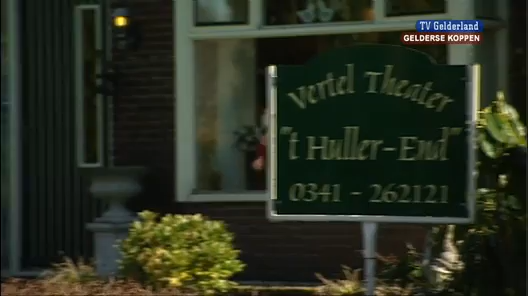 TV Gelderland
GELDERSE KOPPEN
Vertel Theater
"t Huller-End"
0341 - 262121